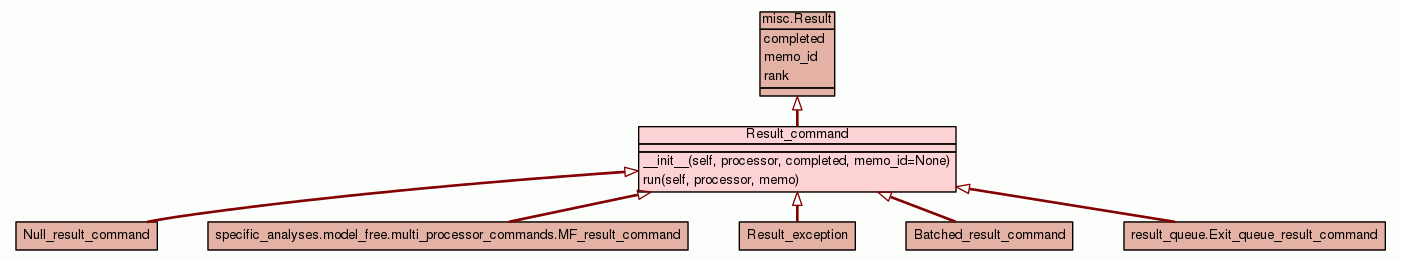 misc.Result
completed
memo_id
rank
Result_command
__init__(self, processor, completed, memo_id=None)
run(self, processor, memo)
Null_result_command
specific_analyses.model_free.multi_processor_commands.MF_result_command
Result_exception
Batched_result_command
result_queue.Exit_queue_result_command